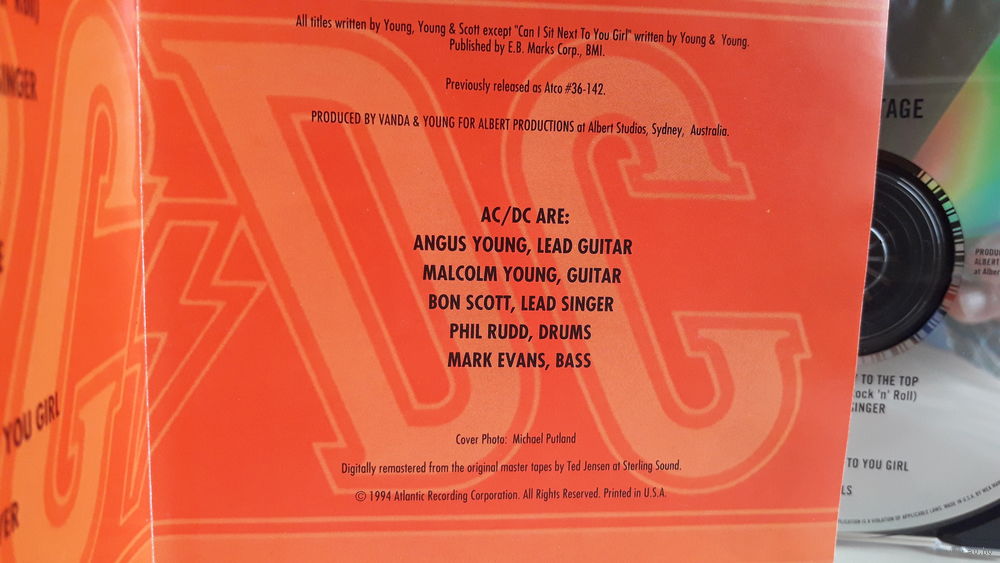 SINGER
YOU GIRL
All titles written by Young, Young & Scott except "Can I Sit Next To You Girl" written by Young & Young.
Published by E.B. Marks Corp., BMI.
Previously released as Atco #36-142.
PRODUCED BY VANDA & YOUNG FOR ALBERT PRODUCTIONS at Albert Studios, Sydney, Australia.
AC/DC ARE:
ANGUS YOUNG, LEAD GUITAR
MALCOLM YOUNG, GUITAR
BON SCOTT, LEAD SINGER
PHIL RUDD, DRUMS
MARK EVANS, BASS
Cover Photo: Michael Putland
Digitally remastered from the original master tapes by Ted Jensen at Sterling Sound.
© 1994 Atlantic Recording Corporation. All Rights Reserved. Printed in U.S.A.
DC
TAGE
TO THE TOP
ock 'n' Roll)
INGER
TO YOU GIRL
LS